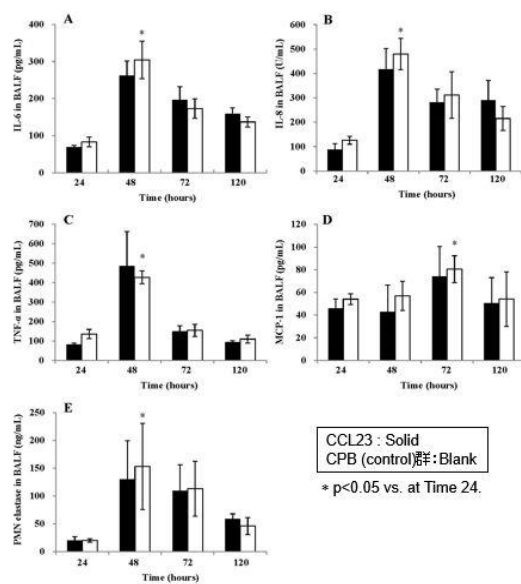 A
IL-6 in BALF (pg/mL)
400
300
200
100
0
*
24 48 72 120
Time (hours)
B
IL-8 in BALF (U/mL)
600
500
400
300
200
100
0
*
24 48 72 120
Time (hours)
C
TNF-α in BALF (pg/mL)
700
600
500
400
300
200
100
0
*
24 48 72 120
Time (hours)
D
MCP-1 in BALF (pg/mL)
120
100
80
60
40
20
0
*
24 48 72 120
Time (hours)
E
PMN elastase in BALF (ng/mL)
250
200
150
100
50
0
*
24 48 72 120
Time (hours)
CCL23 : Solid
CPB (control)群:Blank
* p<0.05 vs. at Time 24.